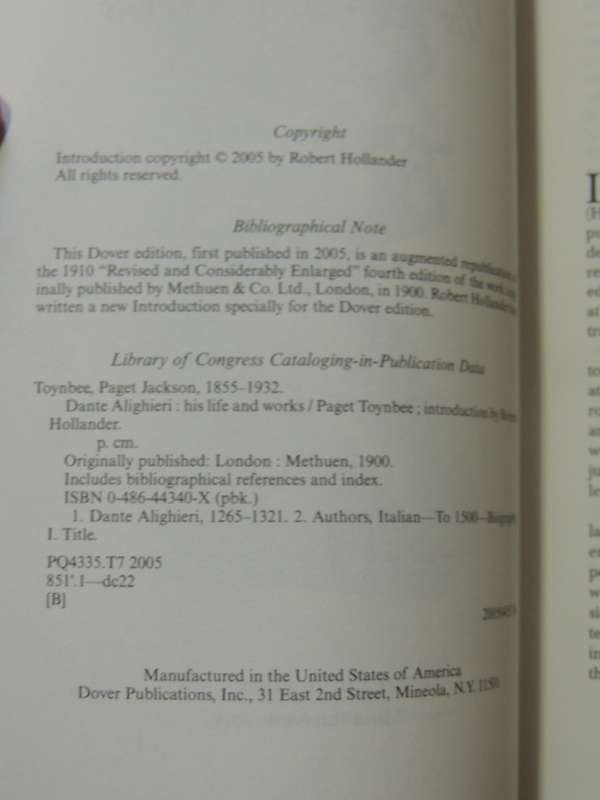 Copyright
Introduction copyright © 2005 by Robert Hollander
All rights reserved.
Bibliographical Note
This Dover edition, first published in 2005, is an augmented republication
the 1910 “Revised and Considerably Enlarged” fourth edition of the work
inally published by Methuen & Co. Ltd., London, in 1900. Robert Hollander
written a new Introduction specially for the Dover edition.
Library of Congress Cataloging-in-Publication Data
Toynbee, Paget Jackson, 1855–1932.
Dante Alighieri : his life and works / Paget Toynbee ; introduction by
Hollander.
p. cm.
Originally published: London : Methuen, 1900.
Includes bibliographical references and index.
ISBN 0-486-44340-X (pbk.)
1. Dante Alighieri, 1265–1321. 2. Authors, Italian—To 1500—
I. Title.
PQ4335.T7 2005
851'.1—dc22
[B]
Manufactured in the United States of America
Dover Publications, Inc., 31 East 2nd Street, Mineola, N.Y. 11501